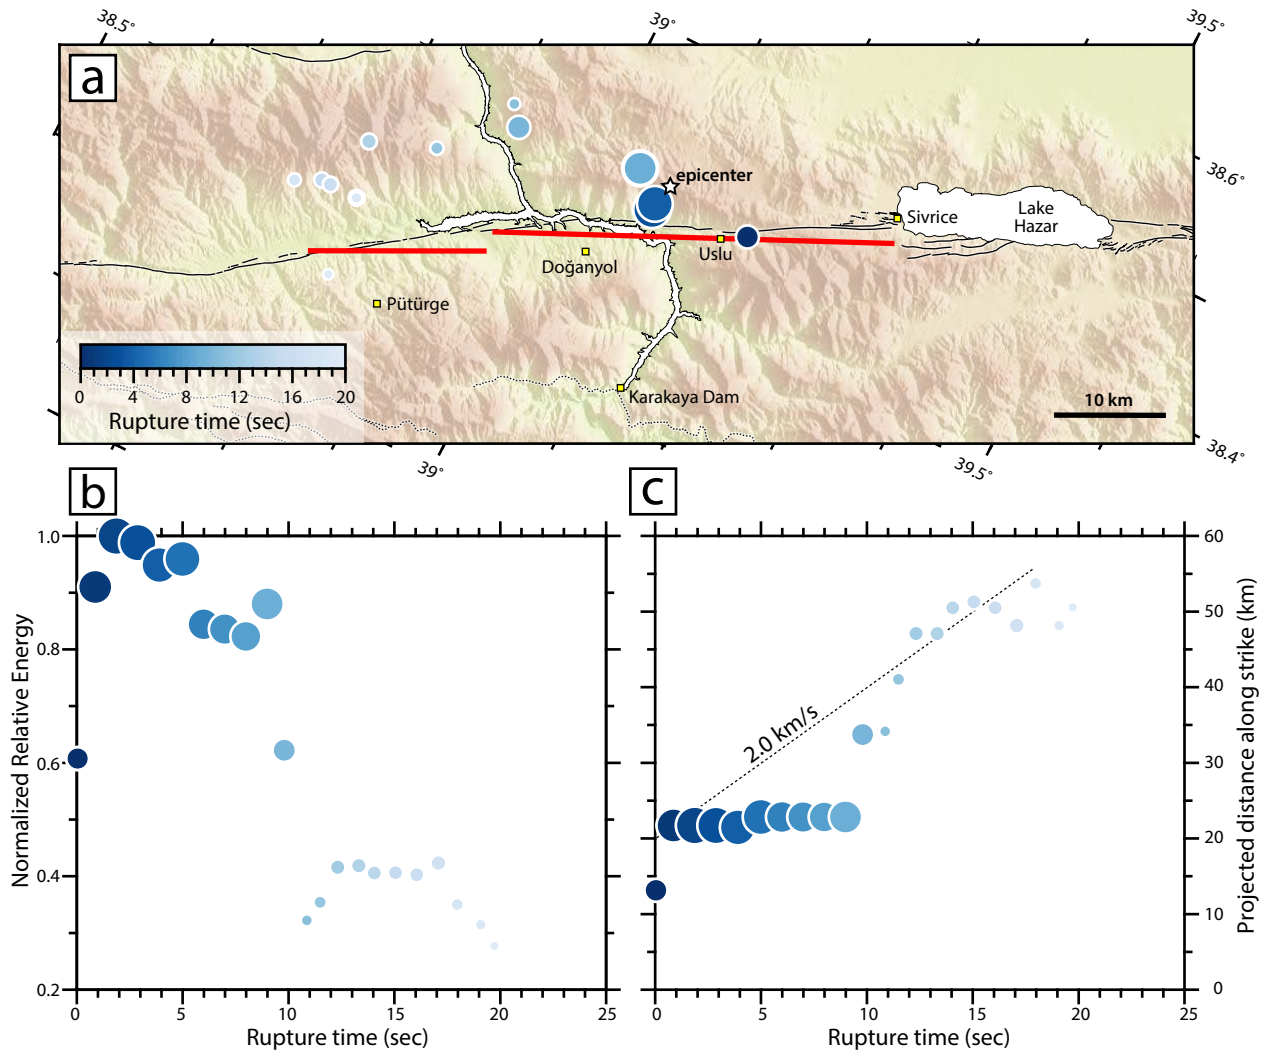 38.5°
39°
39.5°
a
epicenter
38.6°
Sivrice
Lake
Hazar
Uslu
Doğanyol
Pütürge
0
4
8
12
16
20
Rupture time (sec)
Karakaya Dam
10 km
39°
39.5°
38.4°
b
c
1.0
0.8
0.6
0.4
0.2
Normalized Relative Energy
0
5
10
15
20
25
Rupture time (sec)
2.0 km/s
60
50
40
30
20
10
0
Projected distance along strike (km)
0
5
10
15
20
25
Rupture time (sec)